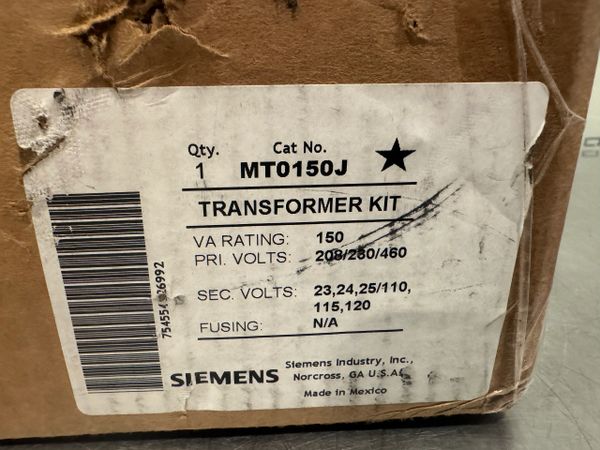 Qty. Cat No.
1 MT0150J
TRANSFORMER KIT
VA RATING: 150
PRI. VOLTS: 208/230/460
SEC. VOLTS: 23,24,25/110,
115,120
FUSING: N/A
SIEMENS
Siemens Industry, Inc.,
Norcross, GA U.S.A.
Made in Mexico